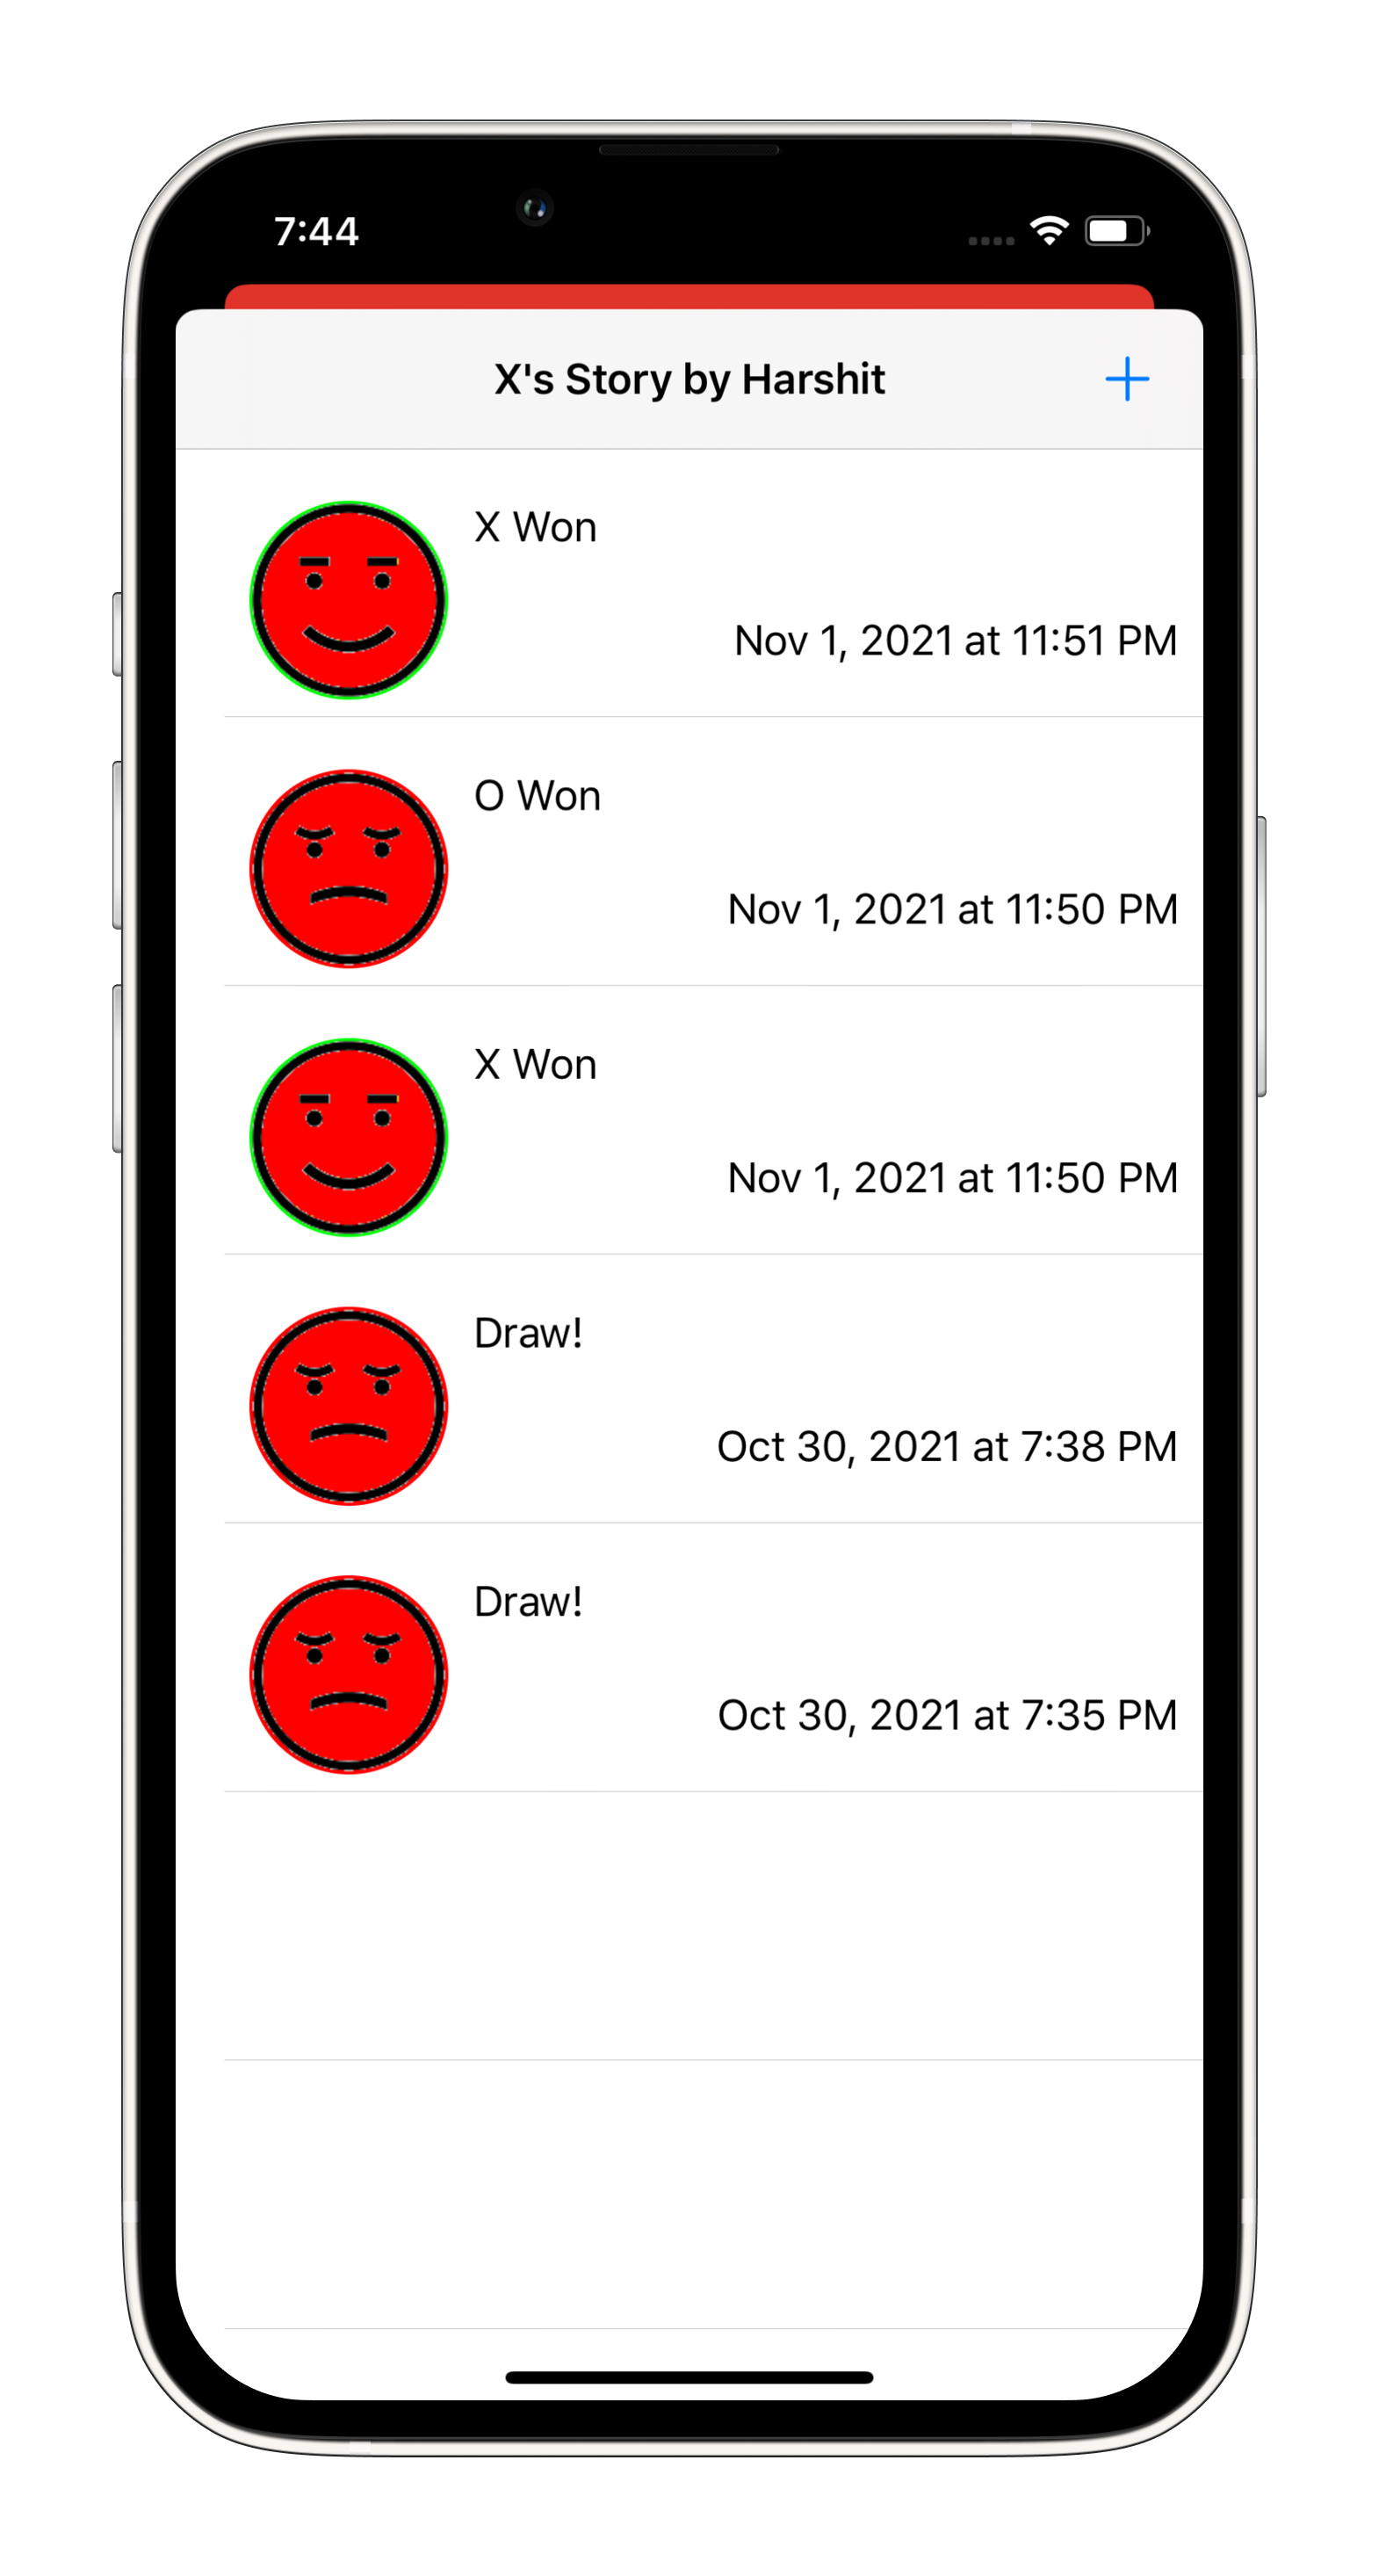 7:44
X's Story by Harshit
X Won
Nov 1, 2021 at 11:51 PM
O Won
Nov 1, 2021 at 11:50 PM
X Won
Nov 1, 2021 at 11:50 PM
Draw!
Oct 30, 2021 at 7:38 PM
Draw!
Oct 30, 2021 at 7:35 PM